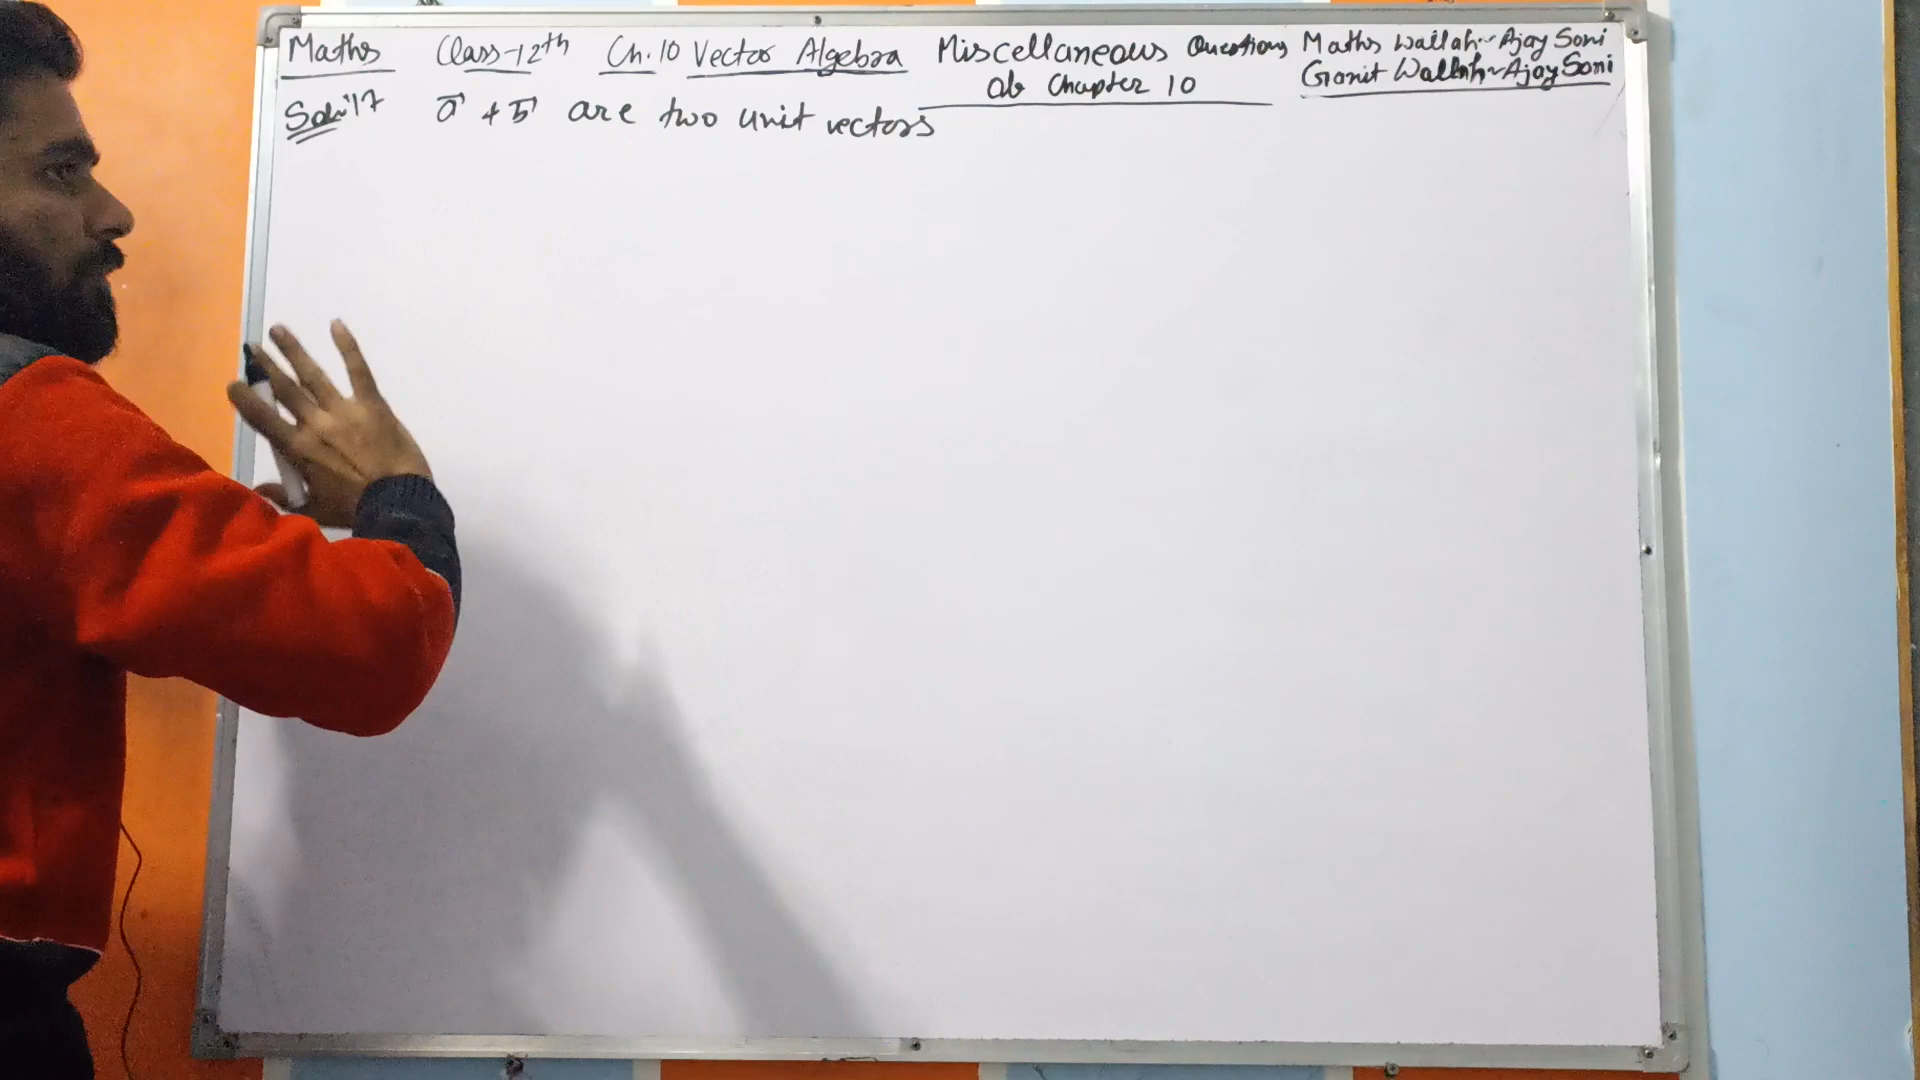 Maths Class-12th Ch.10 Vector Algebra Miscellaneous Questions Maths Wallah~Ajay Soni
ob Chapter 10 Ganit Wallah~Ajay Soni
Soln:17 a⃗ + b⃗ are two unit vectors